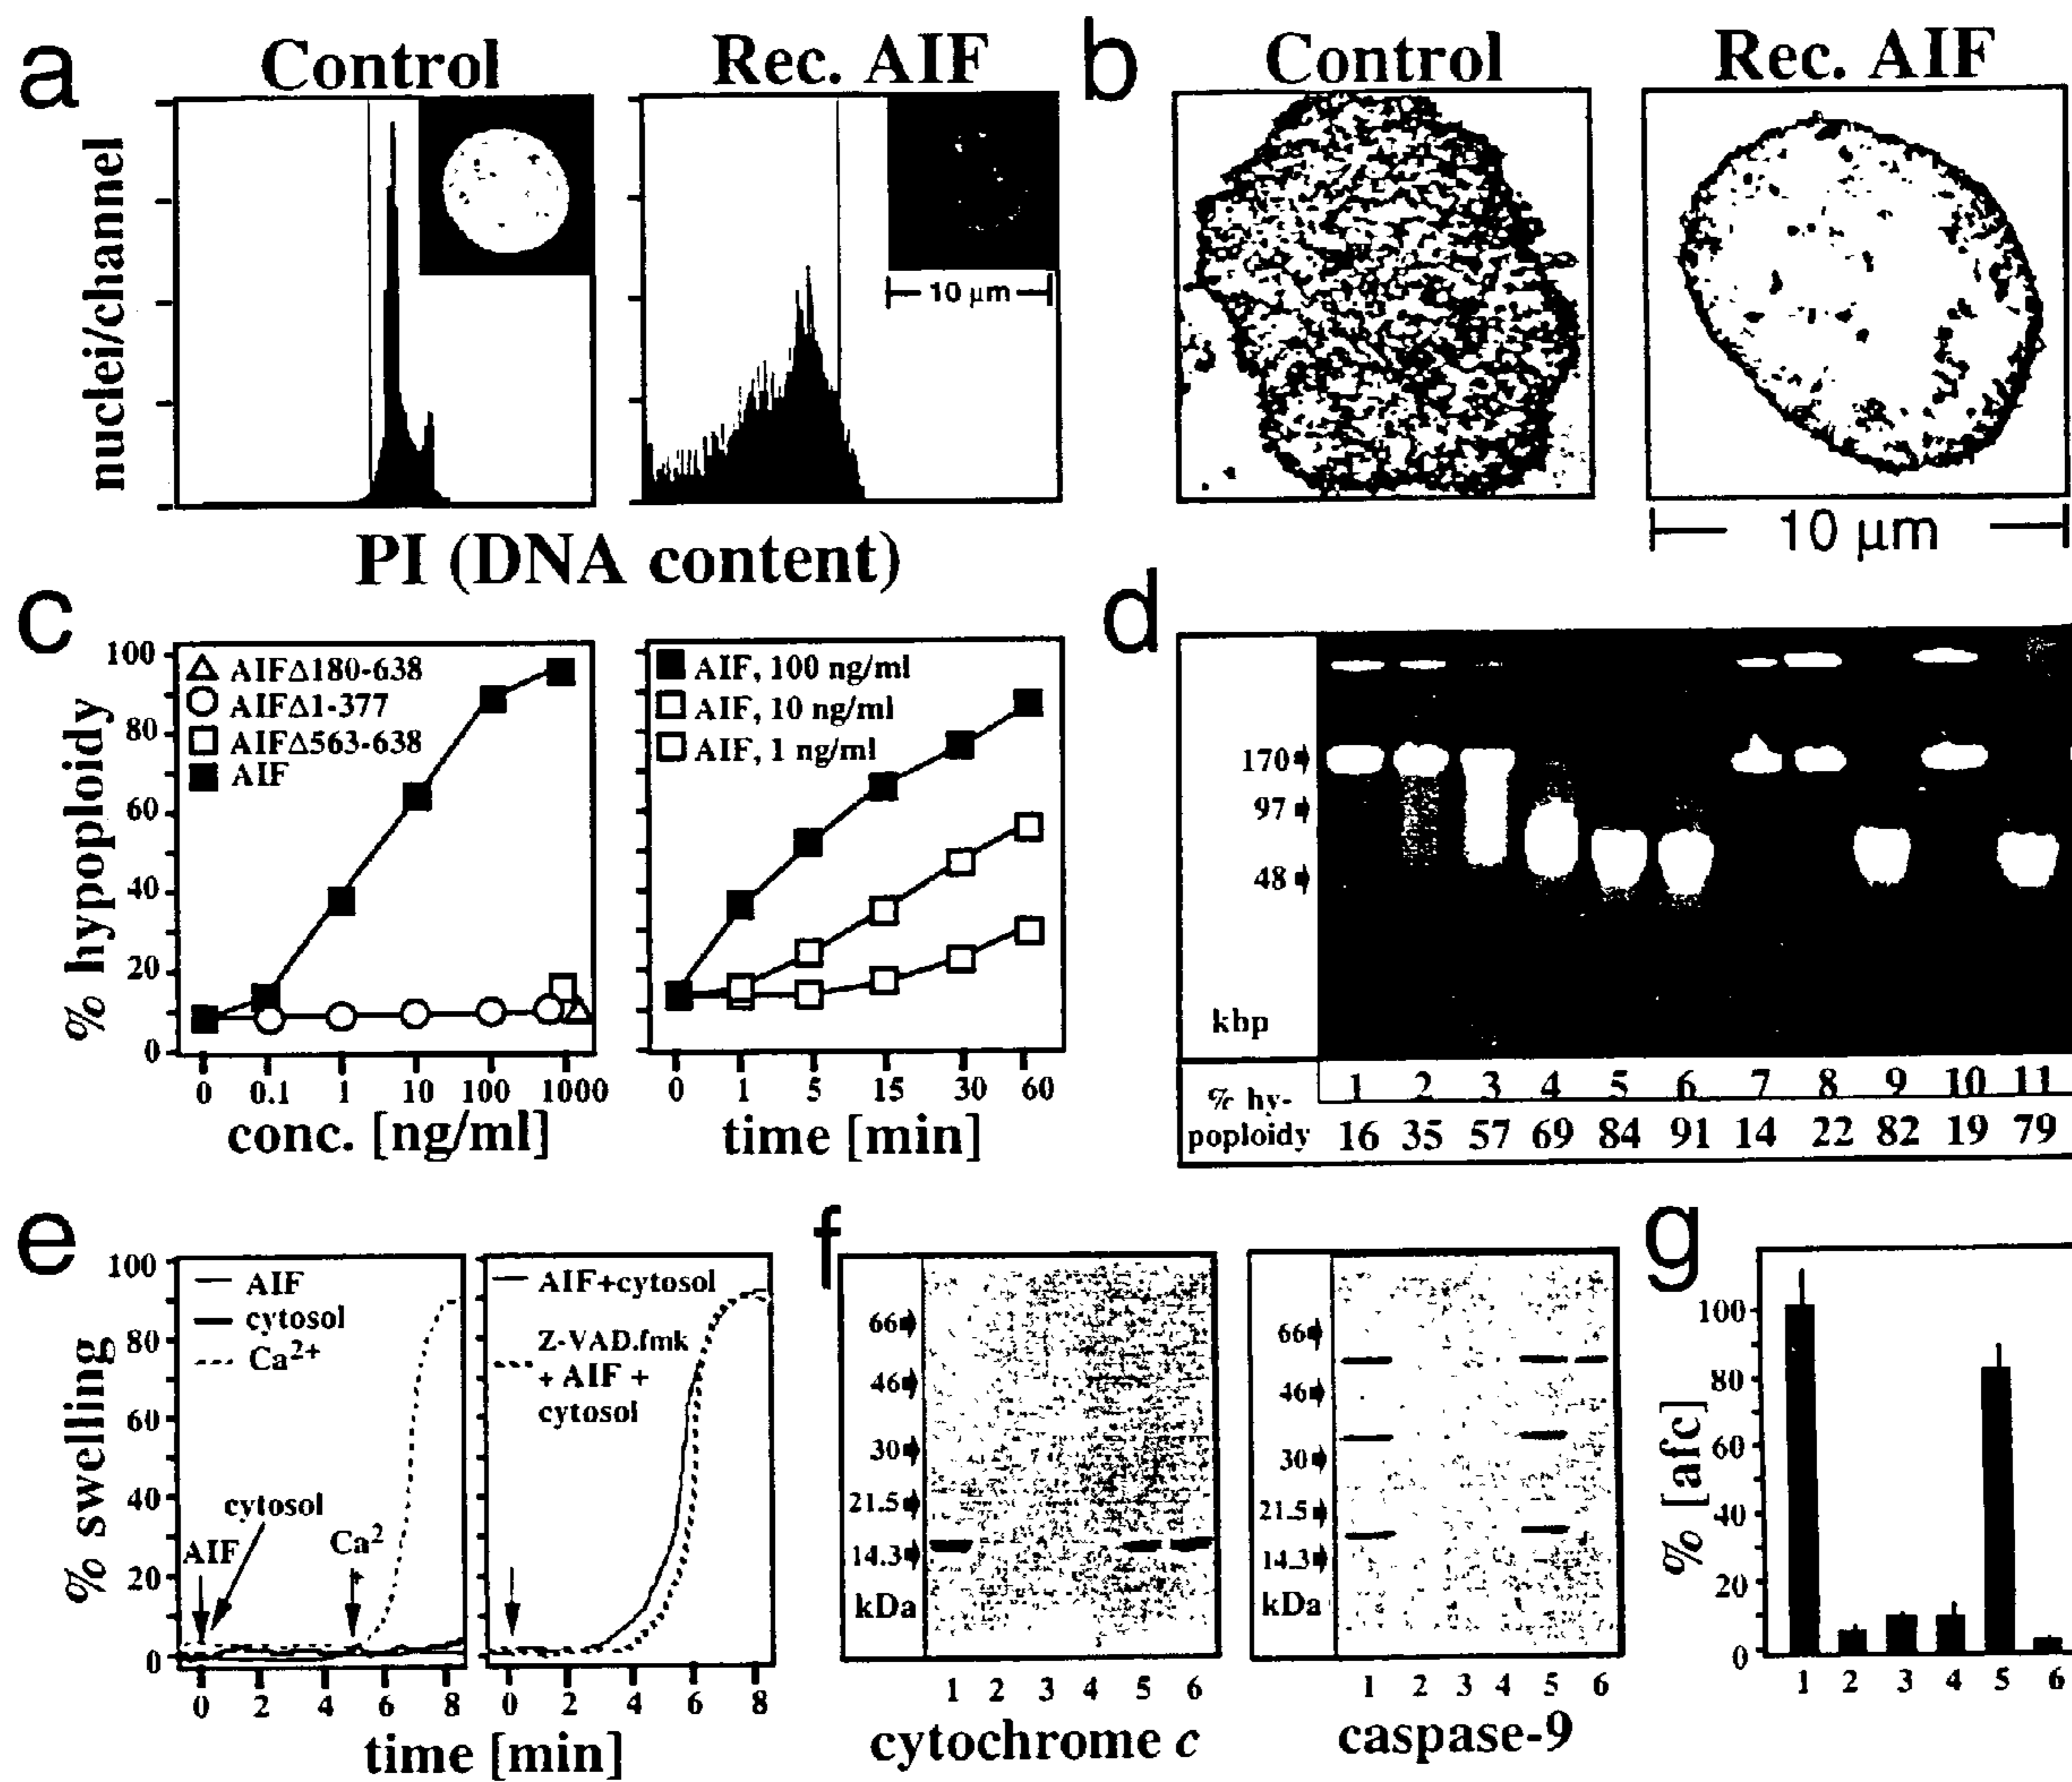 a
Control
Rec. AIF
nuclei/channel
10 µm
PI (DNA content)
b
Control
Rec. AIF
10 µm
c
% hypoploidy
100
80
60
40
20
0
AIFΔ180-638
AIFΔ1-377
AIFΔ563-638
AIF
0 0.1 1 10 100 1000
conc. [ng/ml]
AIF, 100 ng/ml
AIF, 10 ng/ml
AIF, 1 ng/ml
0 1 5 15 30 60
time [min]
d
170
97
48
kbp
1 2 3 4 5 6 7 8 9 10 11
% hy-
poploidy 16 35 57 69 84 91 14 22 82 19 79
e
% swelling
100
80
60
40
20
0
AIF
cytosol
Ca2+
cytosol
AIF
Ca2
+
0 2 4 6 8
AIF+cytosol
Z-VAD.fmk
+ AIF +
cytosol
0 2 4 6 8
time [min]
f
66
46
30
21.5
14.3
kDa
1 2 3 4 5 6
cytochrome c
66
46
30
21.5
14.3
kDa
1 2 3 4 5 6
caspase-9
g
% [afc]
100
80
60
40
20
0
1 2 3 4 5 6